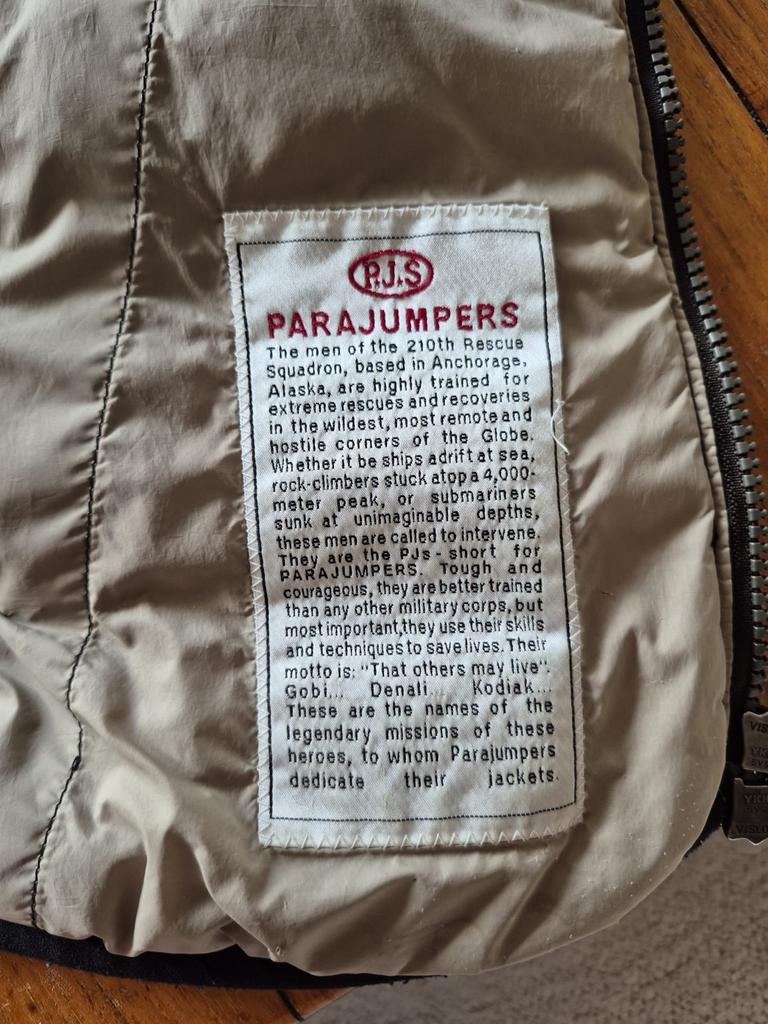 P.J.S
PARAJUMPERS
The men of the 210th Rescue
Squadron, based in Anchorage,
Alaska, are highly trained for
extreme rescues and recoveries
in the wildest, most remote and
hostile corners of the Globe.
Whether it be ships adrift at sea,
rock-climbers stuck atop a 4,000-
meter peak, or submariners
sunk at unimaginable depths,
these men are called to intervene.
They are the PJs - short for
PARAJUMPERS. Tough and
courageous, they are better trained
than any other military corps, but
most important, they use their skills
and techniques to save lives. Their
motto is: "That others may live".
Gobi... Denali... Kodiak...
These are the names of the
legendary missions of these
heroes, to whom Parajumpers
dedicate their jackets.
VIS
YKK
YKK
VISLO